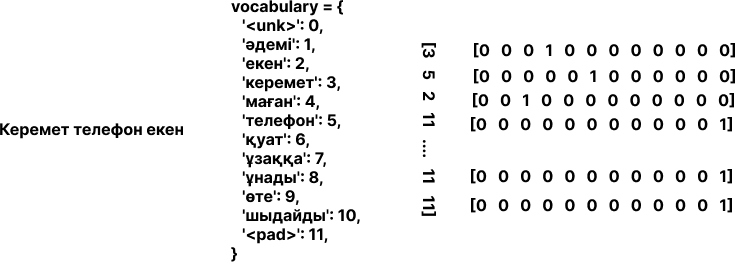 Керемет телефон екен
vocabulary = {
'<unk>': 0,
'әдемі': 1,
'екен': 2,
'керемет': 3,
'маған': 4,
'телефон': 5,
'қуат': 6,
'ұзаққа': 7,
'ұнады': 8,
'өте': 9,
'шыдайды': 10,
'<pad>': 11,
}
[3 5 2 11 .... 11 11]
[0 0 0 1 0 0 0 0 0 0 0 0]
[0 0 0 0 0 1 0 0 0 0 0 0]
[0 0 1 0 0 0 0 0 0 0 0 0]
[0 0 0 0 0 0 0 0 0 0 0 1]
[0 0 0 0 0 0 0 0 0 0 0 1]
[0 0 0 0 0 0 0 0 0 0 0 1]